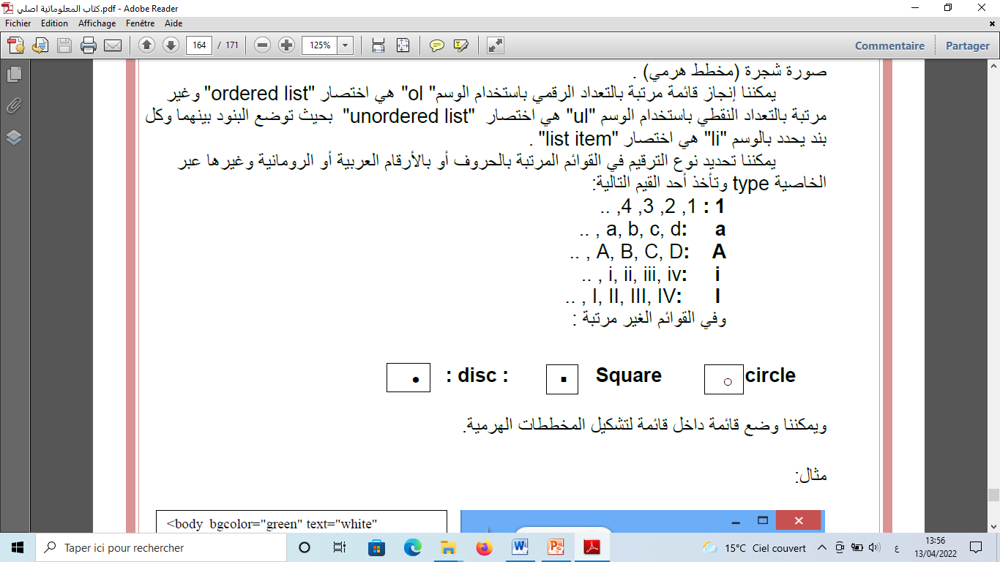 كتاب المعلوماتية اصلي.pdf - Adobe Reader
Fichier Edition Affichage Fenêtre Aide
164 / 171 125% Commentaire Partager
صورة شجرة (مخطط هرمي) .
يمكننا إنجاز قائمة مرتبة بالتعداد الرقمي باستخدام الوسم" ol" هي اختصار "ordered list" وغير
مرتبة بالتعداد النقطي باستخدام الوسم "ul" هي اختصار "unordered list" بحيث توضع البنود بينهما وكل
بند يحدد بالوسم "li" هي اختصار "list item" .
يمكننا تحديد نوع الترقيم في القوائم المرتبة بالحروف أو بالأرقام العربية أو الرومانية وغيرها عبر
الخاصية type وتأخذ أحد القيم التالية:
1 : 1, 2, 3, 4, ..
a :a, b, c, d , ..
A :A, B, C, D , ..
i :i, ii, iii, iv , ..
I :I, II, III, IV , ..
وفي القوائم الغير مرتبة :
: disc : Square circle
ويمكننا وضع قائمة داخل قائمة لتشكيل المخططات الهرمية.
مثال:
<body bgcolor="green" text="white"
Taper ici pour rechercher
15°C Ciel couvert
ع
13:56
13/04/2022